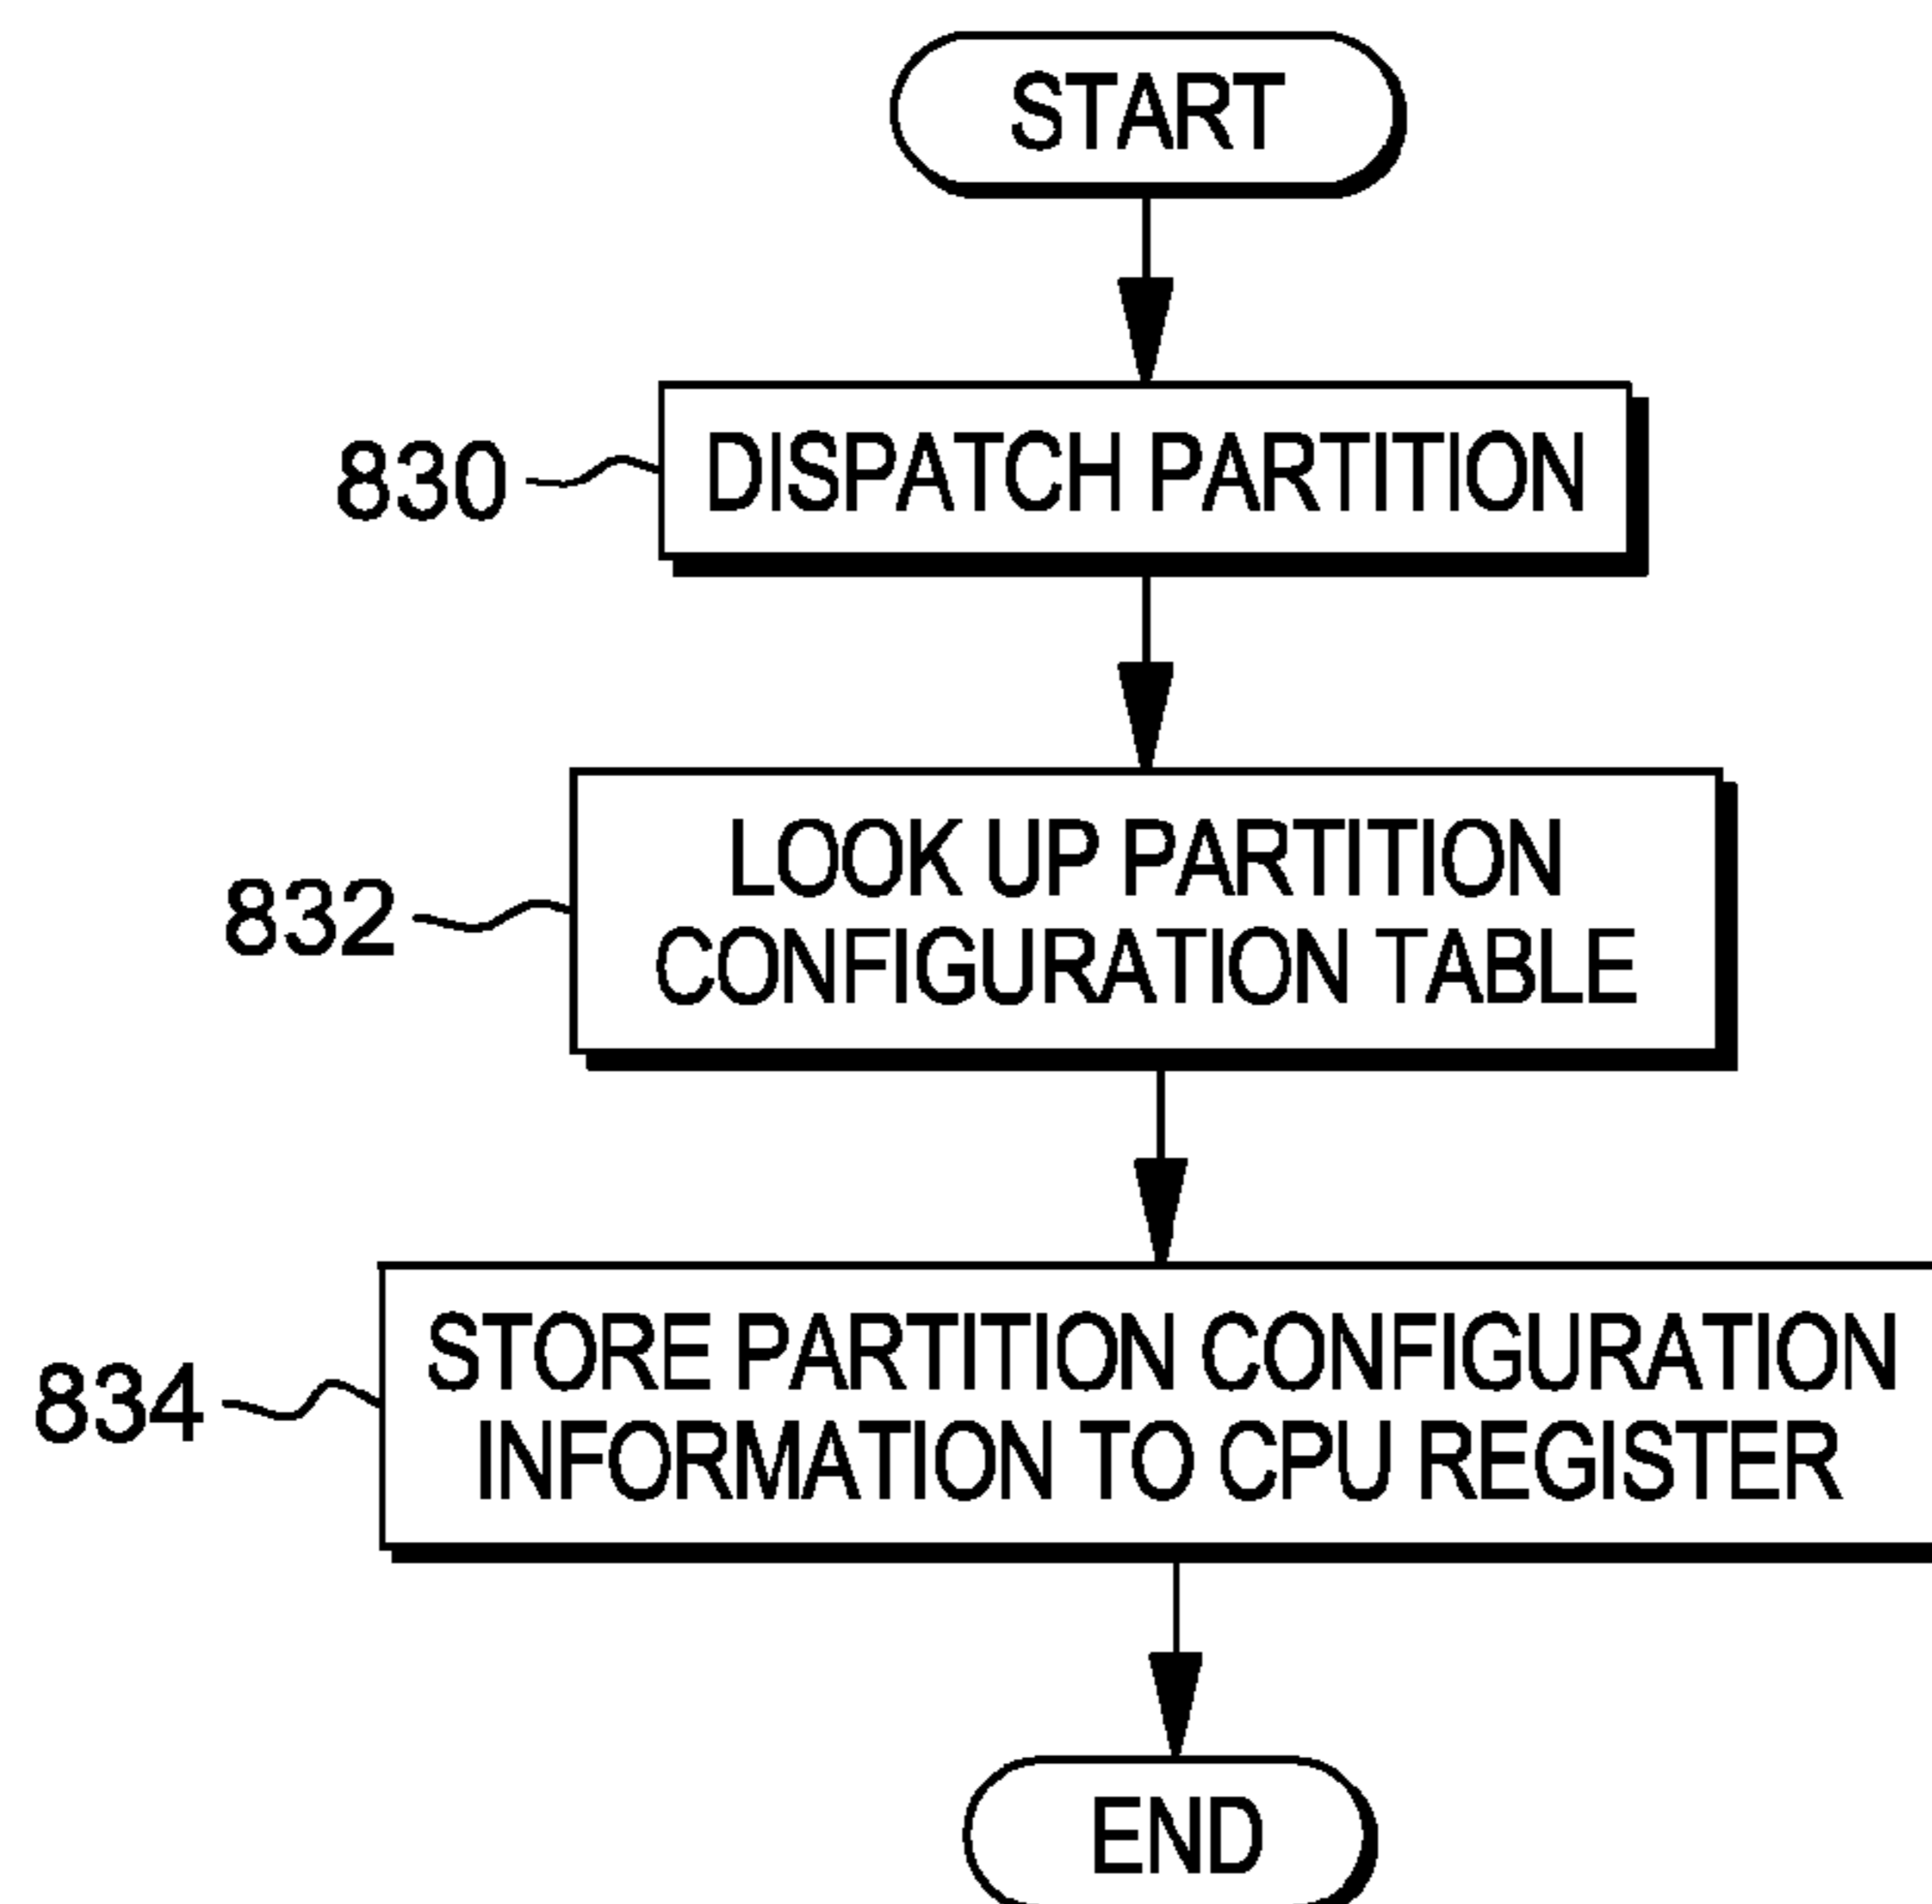 START
830
DISPATCH PARTITION
832
LOOK UP PARTITION
CONFIGURATION TABLE
834
STORE PARTITION CONFIGURATION
INFORMATION TO CPU REGISTER
END